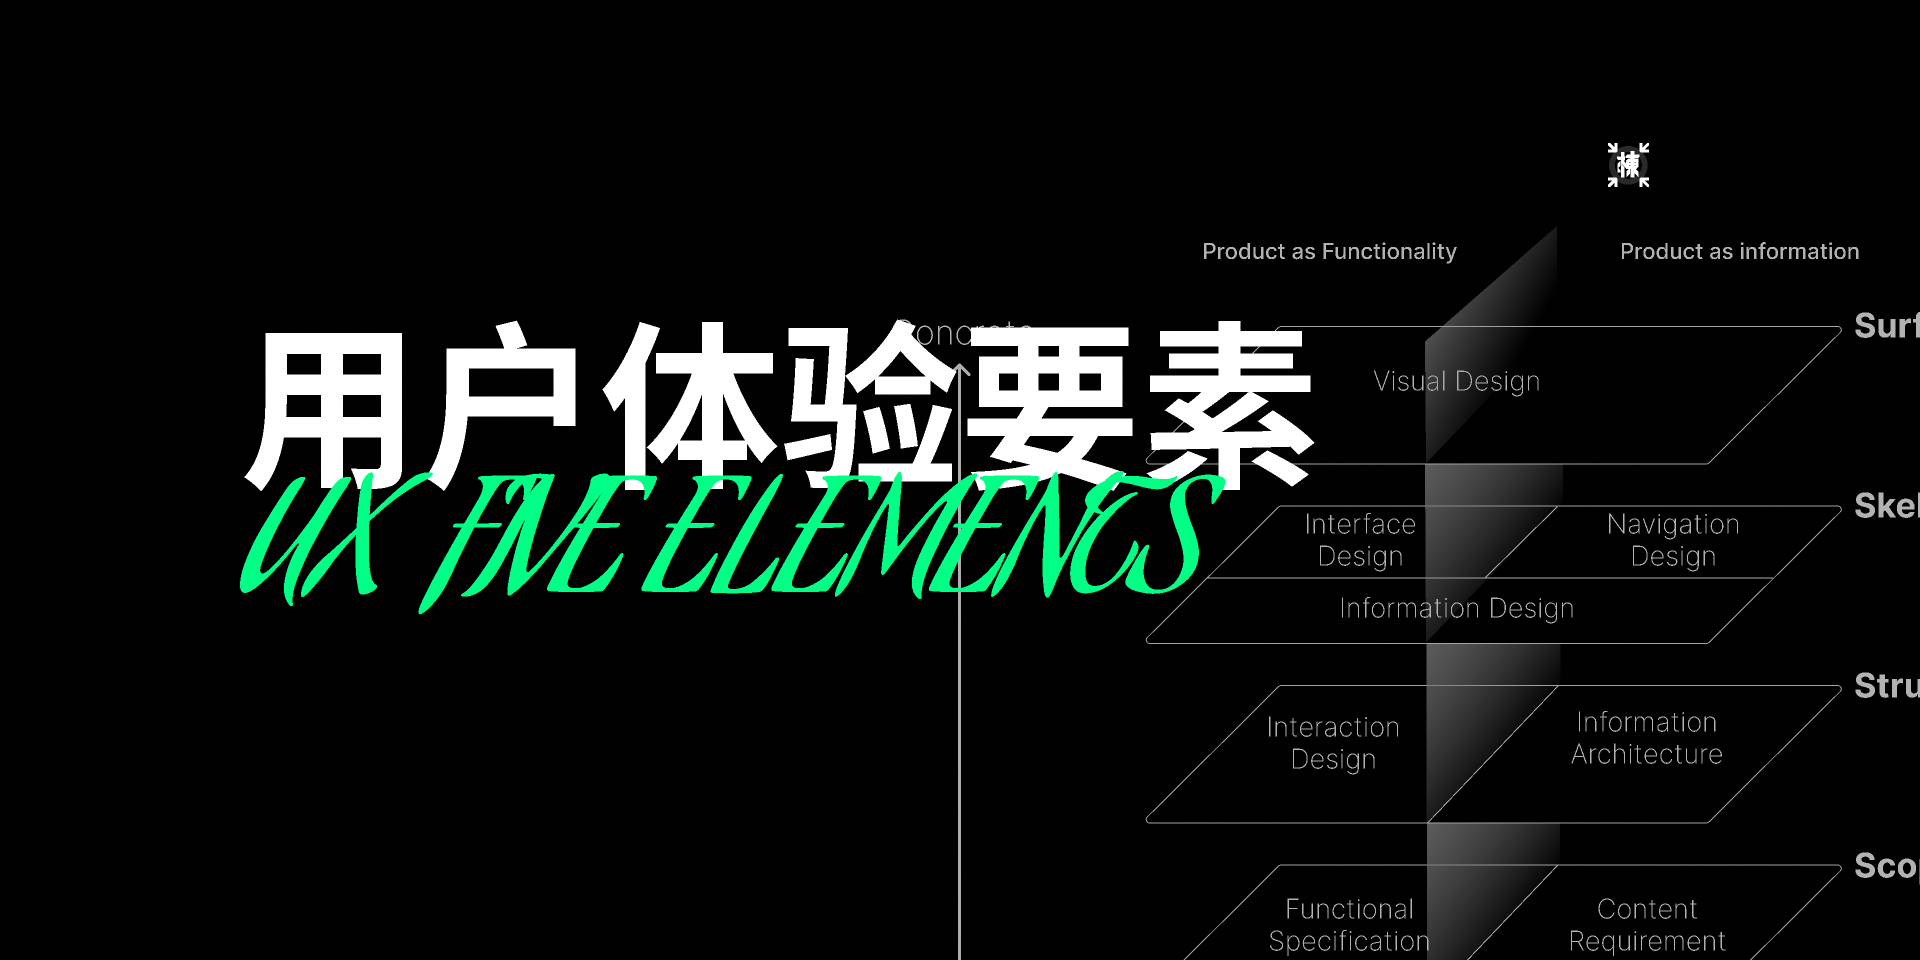 棟
Product as Functionality
Product as information
Concrete
用户体验要素
UX FIVE ELEMENTS
Surf
Visual Design
Skel
Interface
Design
Navigation
Design
Information Design
Stru
Interaction
Design
Information
Architecture
Scop
Functional
Specification
Content
Requirement